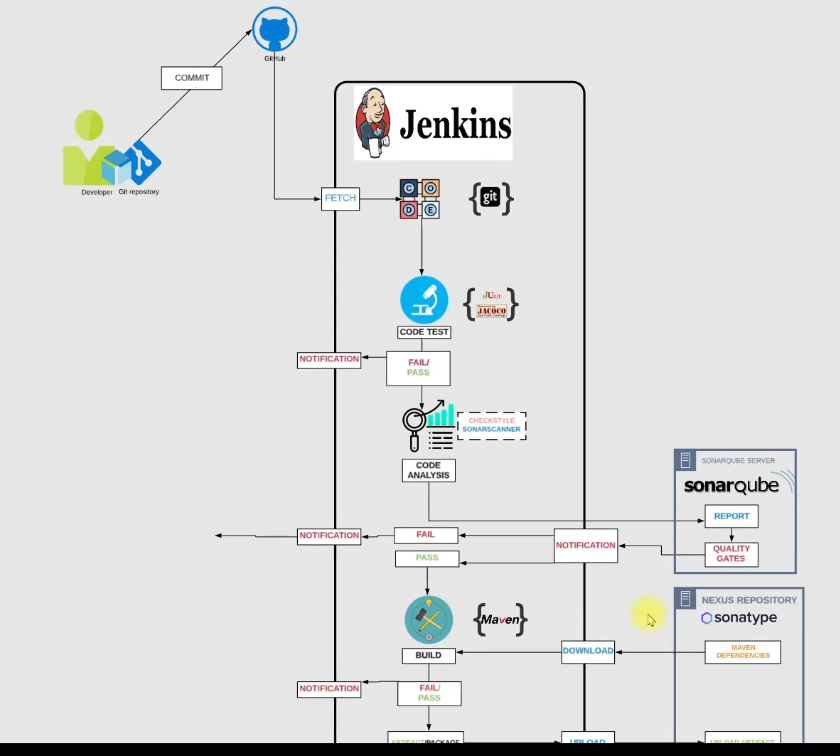 GitHub
COMMIT
Developer
Git repository
Jenkins
FETCH
C O
D E
{git}
JUnit
JACOCO
CODE TEST
NOTIFICATION
FAIL/
PASS
CHECKSTYLE
SONARSCANNER
CODE
ANALYSIS
SONARQUBE SERVER
sonarqube
REPORT
NOTIFICATION
FAIL
NOTIFICATION
QUALITY
GATES
PASS
NEXUS REPOSITORY
sonatype
{Maven}
BUILD
DOWNLOAD
MAVEN
DEPENDENCIES
NOTIFICATION
FAIL/
PASS
ARTIFACT/PACKAGE
UPLOAD
UPLOAD ARTIFACT